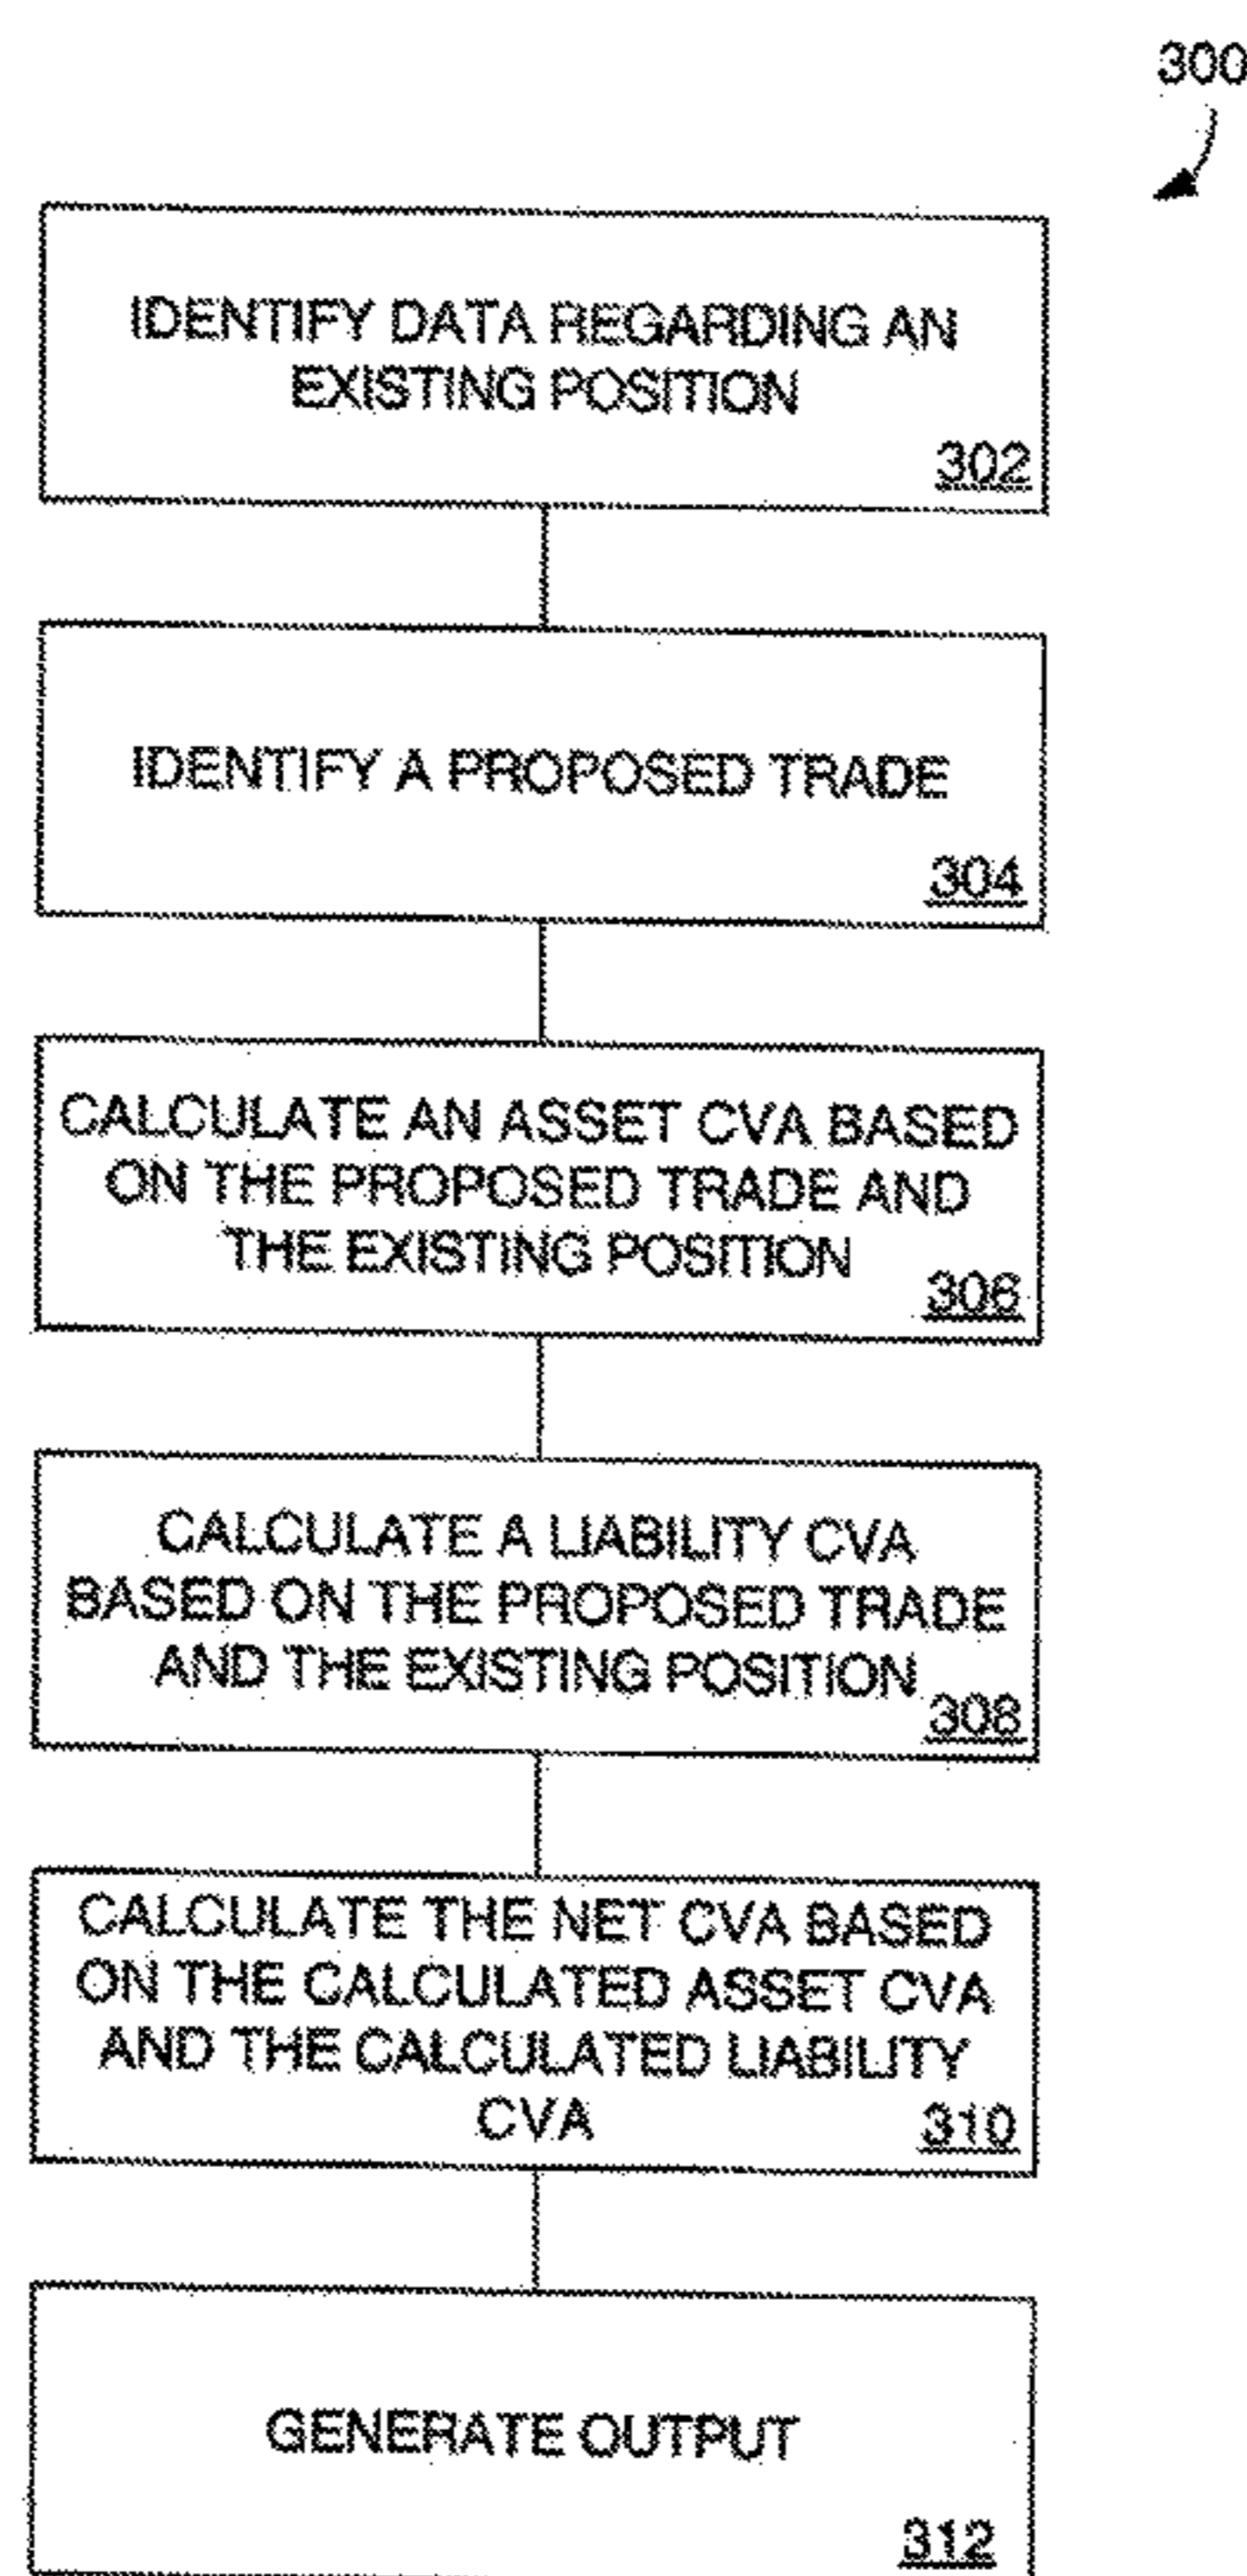 300
IDENTIFY DATA REGARDING AN
EXISTING POSITION
302
IDENTIFY A PROPOSED TRADE
304
CALCULATE AN ASSET CVA BASED
ON THE PROPOSED TRADE AND
THE EXISTING POSITION
306
CALCULATE A LIABILITY CVA
BASED ON THE PROPOSED TRADE
AND THE EXISTING POSITION
308
CALCULATE THE NET CVA BASED
ON THE CALCULATED ASSET CVA
AND THE CALCULATED LIABILITY
CVA
310
GENERATE OUTPUT
312